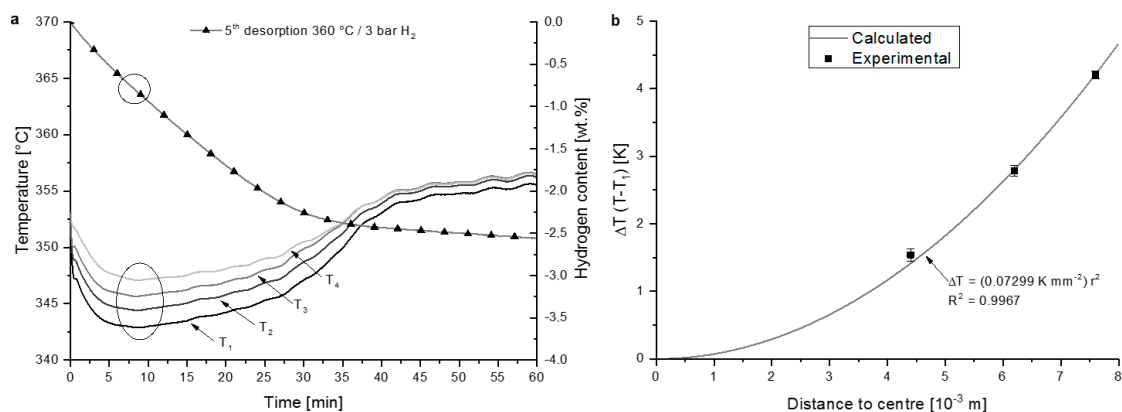 a
5th desorption 360 °C / 3 bar H2
Temperature [°C]
370
365
360
355
350
345
340
0
5
10
15
20
25
30
35
40
45
50
55
60
Time [min]
Hydrogen content [wt.%]
0.0
-0.5
-1.0
-1.5
-2.0
-2.5
-3.0
-3.5
-4.0
T4
T3
T2
T1
b
Calculated
Experimental
ΔT (T-T1) [K]
5
4
3
2
1
0
0
1
2
3
4
5
6
7
8
Distance to centre [10-3 m]
ΔT = (0.07299 K mm-2) r2
R2 = 0.9967